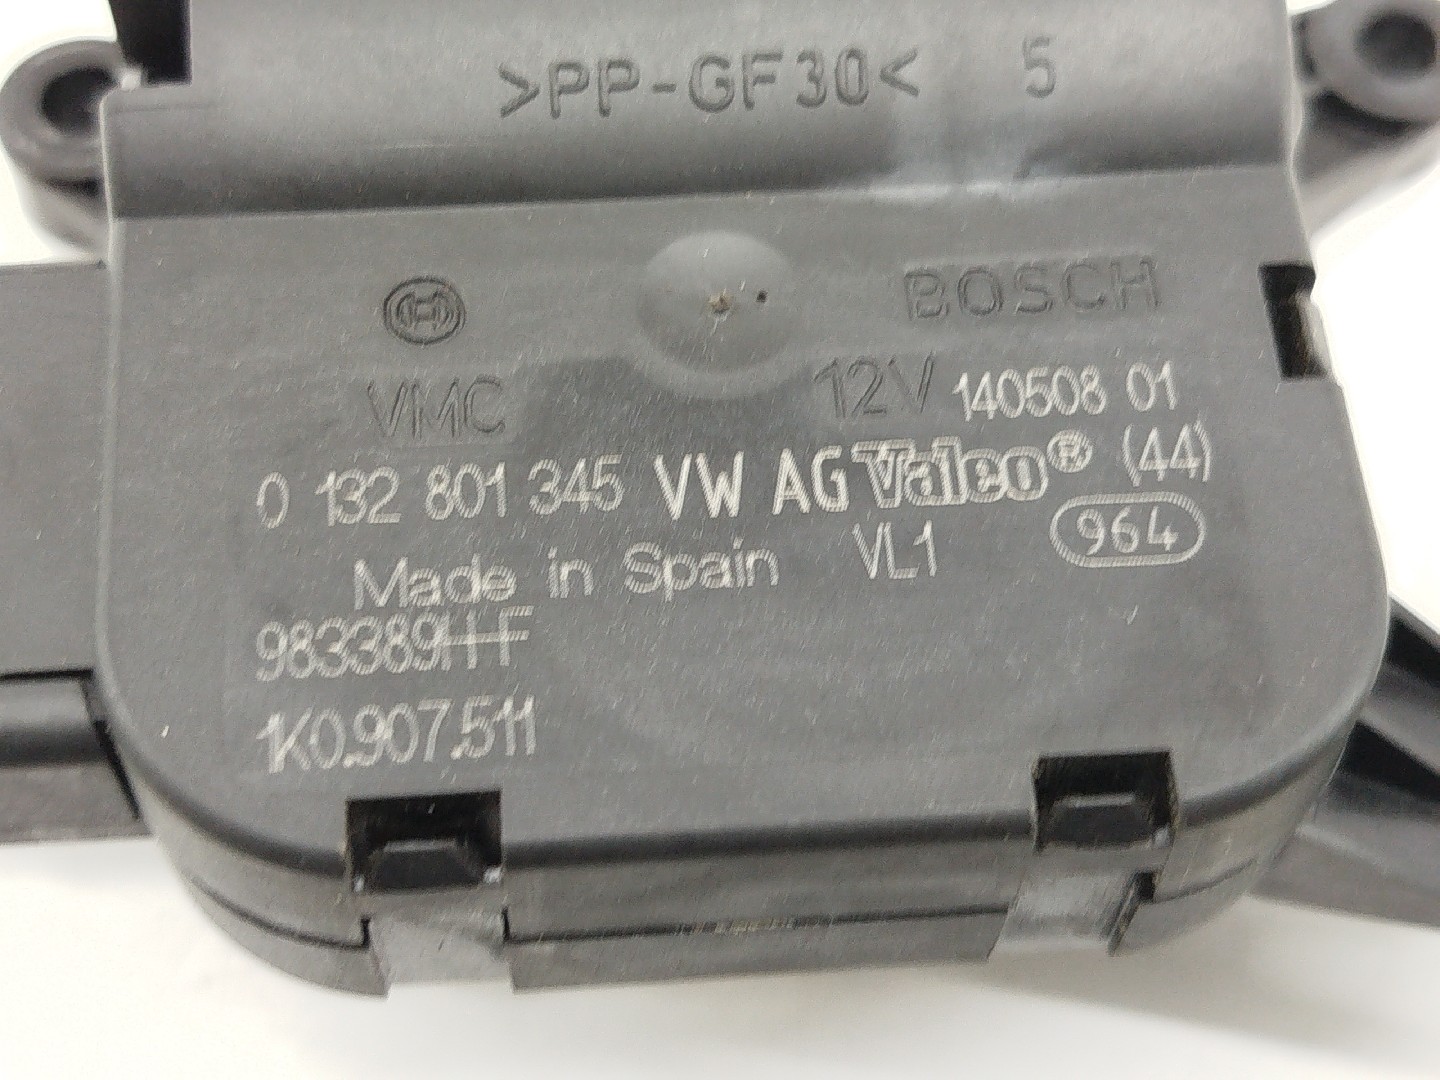 >PP-GF30< 5
BOSCH
VMC 12V 140508 01
0 132 801 345 VW AG Valeo® (44)
Made in Spain VL1 964
983389H-F
1K0.907.511